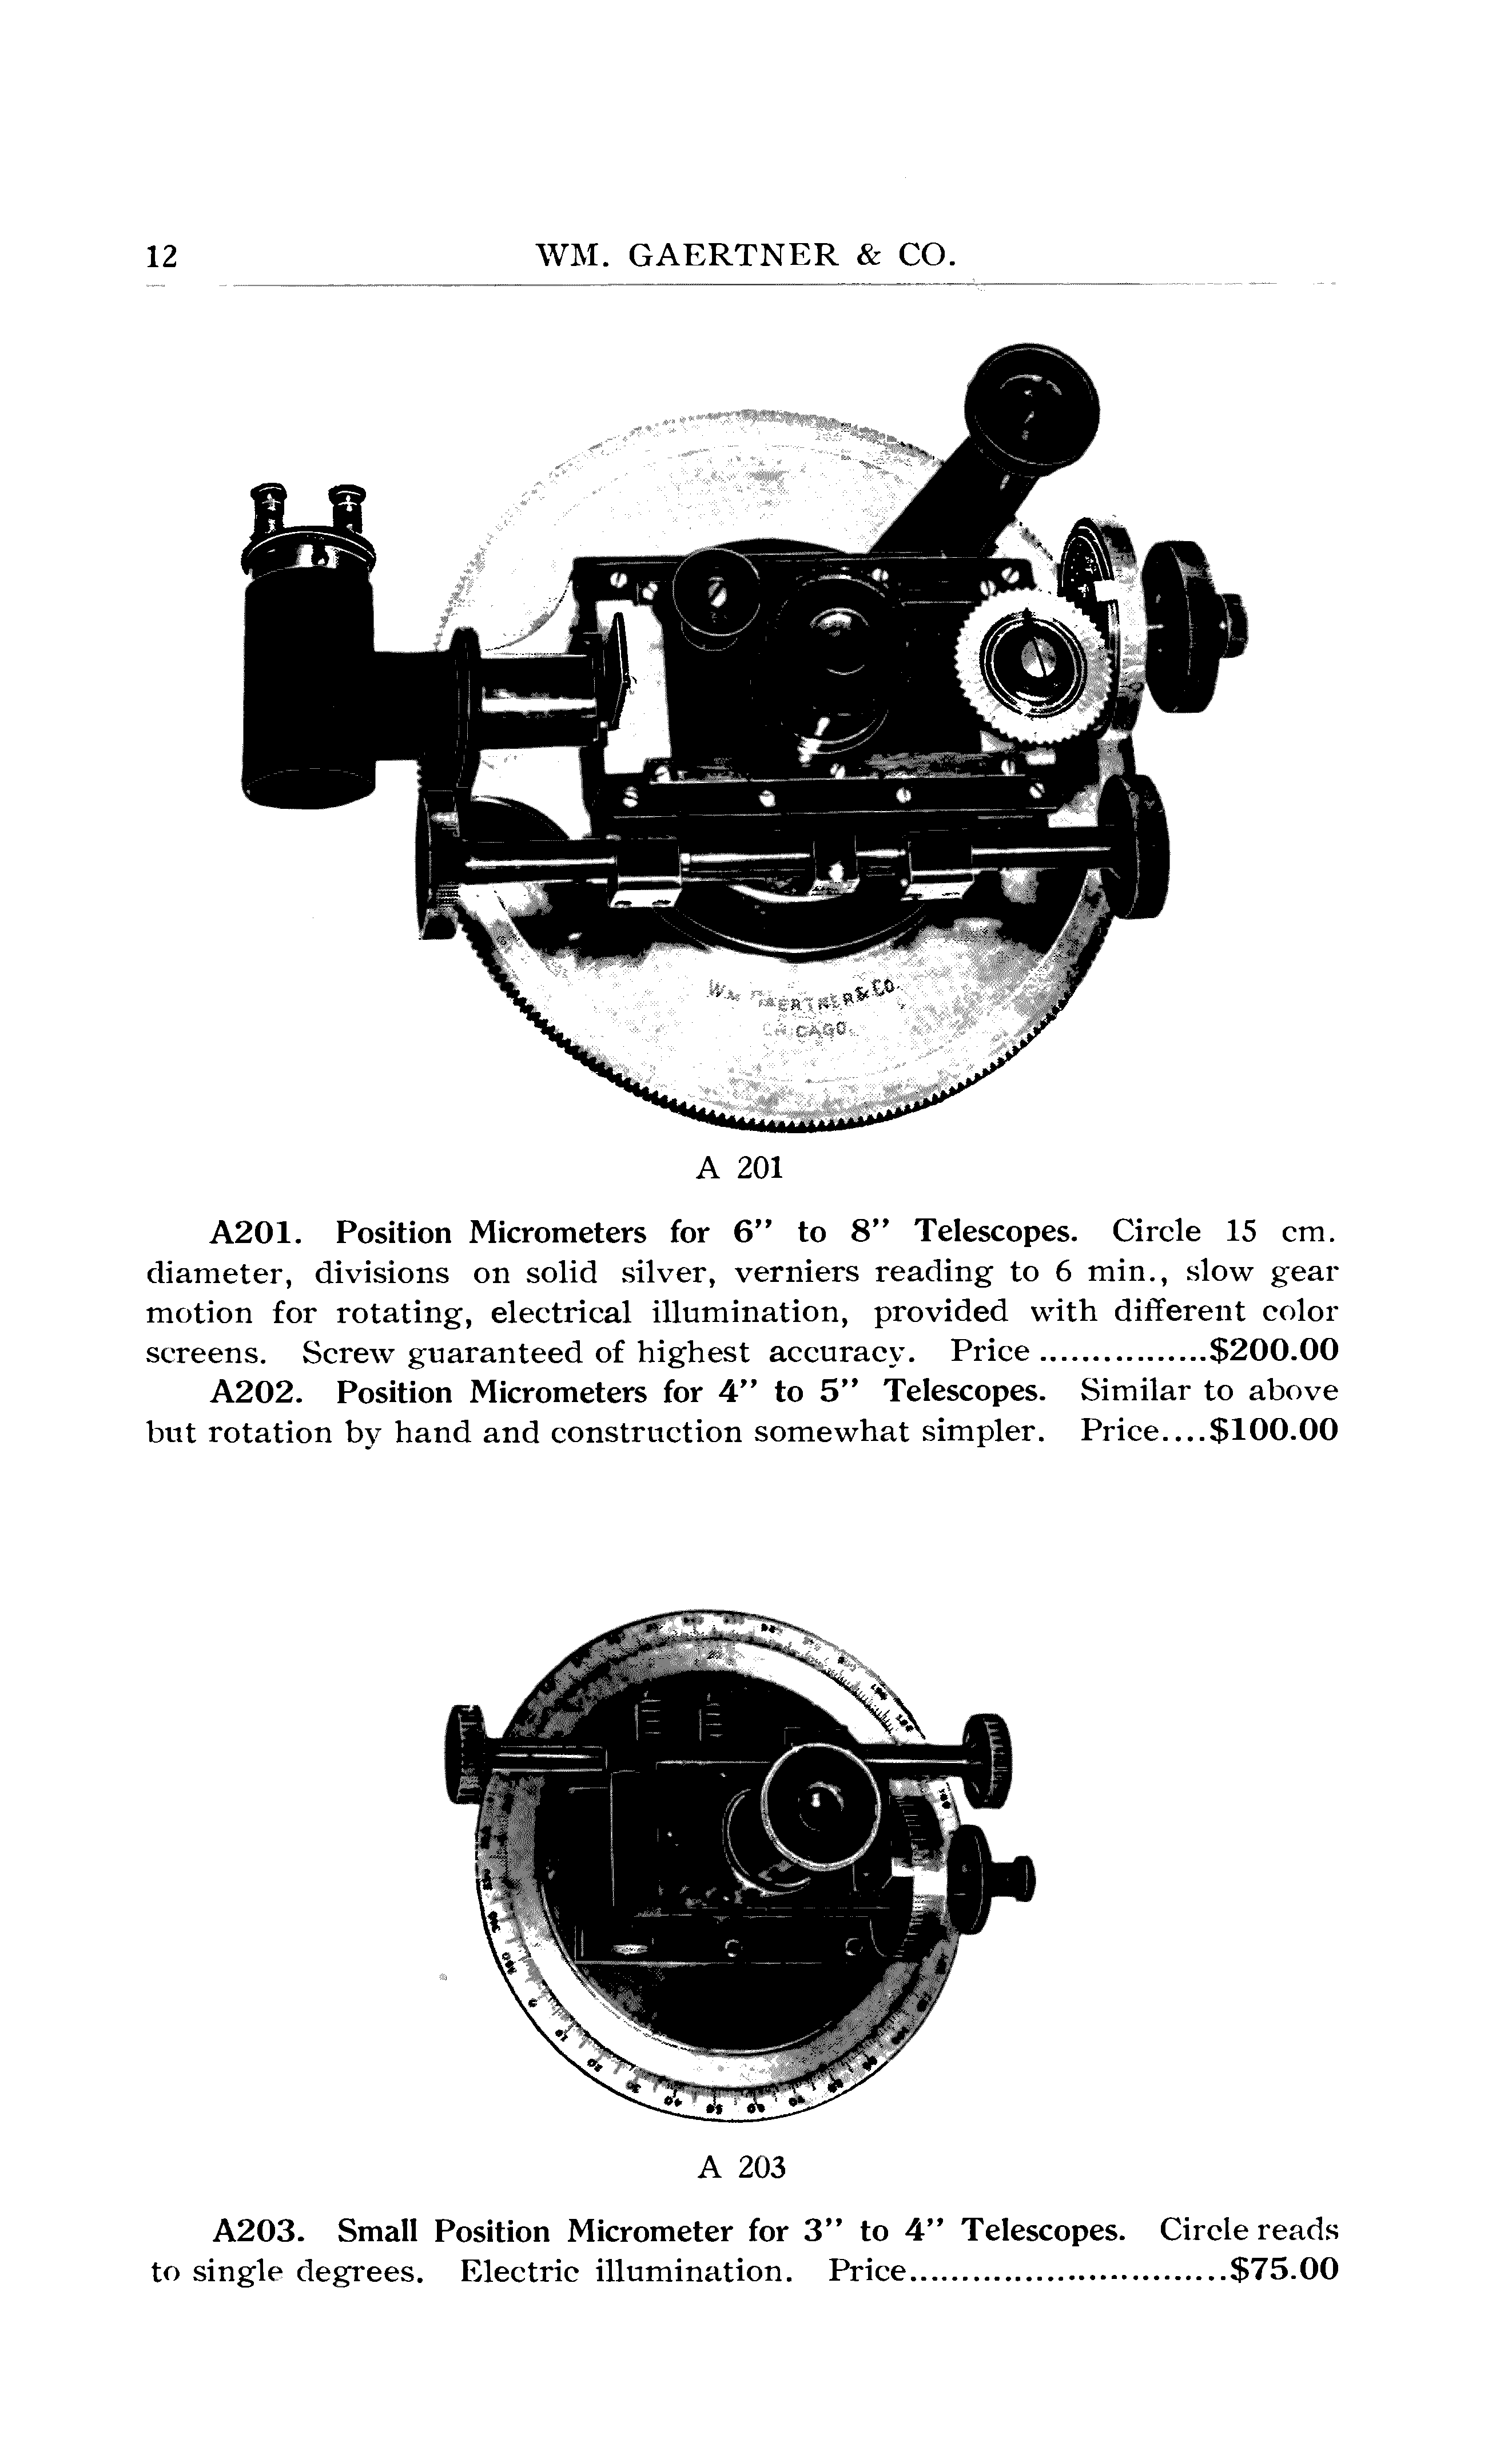 12 WM. GAERTNER & CO.
WM GAERTNER & CO.
CHICAGO.
A 201
A201. Position Micrometers for 6” to 8” Telescopes. Circle 15 cm.
diameter, divisions on solid silver, verniers reading to 6 min., slow gear
motion for rotating, electrical illumination, provided with different color
screens. Screw guaranteed of highest accuracy. Price ................$200.00
A202. Position Micrometers for 4” to 5” Telescopes. Similar to above
but rotation by hand and construction somewhat simpler. Price....$100.00
A 203
A203. Small Position Micrometer for 3” to 4” Telescopes. Circle reads
to single degrees. Electric illumination. Price...............................$75.00